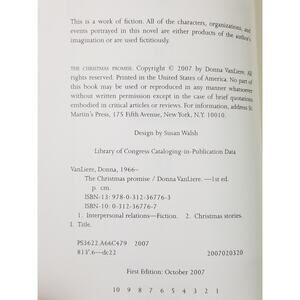 This is a work of fiction. All of the characters, organizations, and
events portrayed in this novel are either products of the author's
imagination or are used fictitiously.
THE CHRISTMAS PROMISE. Copyright © 2007 by Donna VanLiere. All
rights reserved. Printed in the United States of America. No part of
this book may be used or reproduced in any manner whatsoever
without written permission except in the case of brief quotations
embodied in critical articles or reviews. For information, address St.
Martin's Press, 175 Fifth Avenue, New York, N.Y. 10010.
Design by Susan Walsh
Library of Congress Cataloging-in-Publication Data
VanLiere, Donna, 1966–
The Christmas promise / Donna VanLiere. —1st ed.
p. cm.
ISBN-13: 978-0-312-36776-3
ISBN-10: 0-312-36776-7
1. Interpersonal relations—Fiction. 2. Christmas stories.
I. Title.
PS3622.A66C479 2007
813'.6—dc22
2007020320
First Edition: October 2007
10 9 8 7 6 5 4 3 2 1